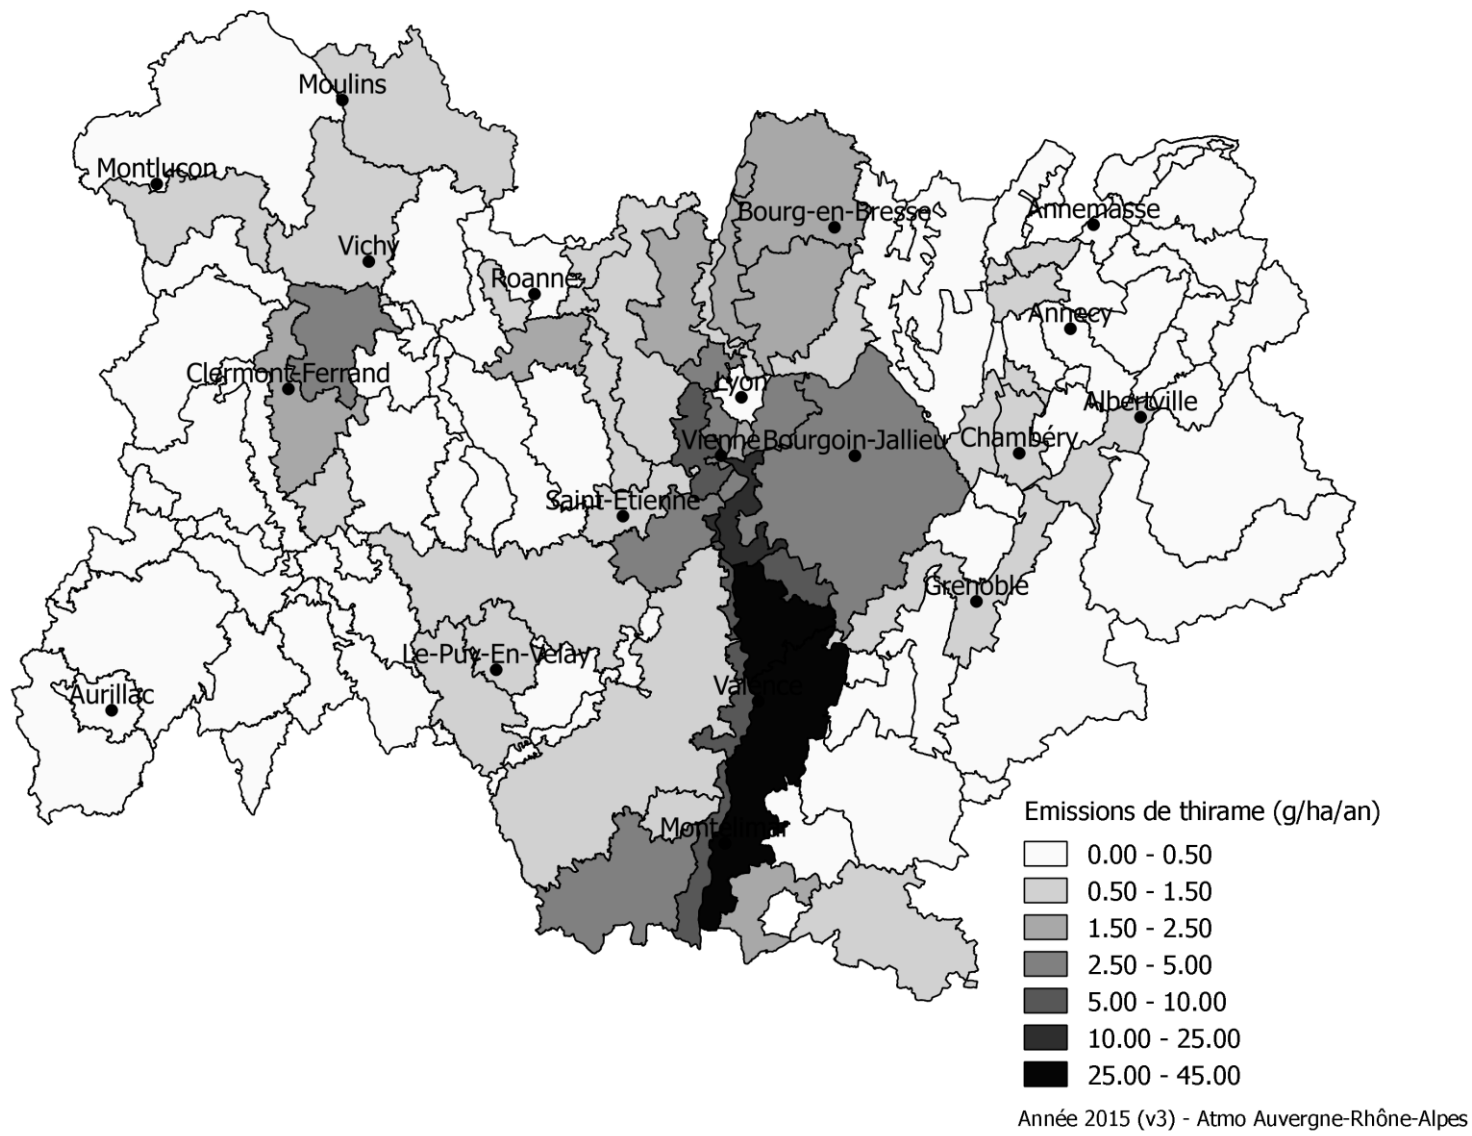 Moulins
Montluçon
Bourg-en-Bresse
Annemasse
Vichy
Roanne
Annecy
Clermont-Ferrand
Lyon
Albertville
Vienne
Bourgoin-Jallieu
Chambéry
Saint-Etienne
Grenoble
Le-Puy-En-Velay
Valence
Aurillac
Montélimar
Emissions de thirame (g/ha/an)
0.00 - 0.50
0.50 - 1.50
1.50 - 2.50
2.50 - 5.00
5.00 - 10.00
10.00 - 25.00
25.00 - 45.00
Année 2015 (v3) - Atmo Auvergne-Rhône-Alpes